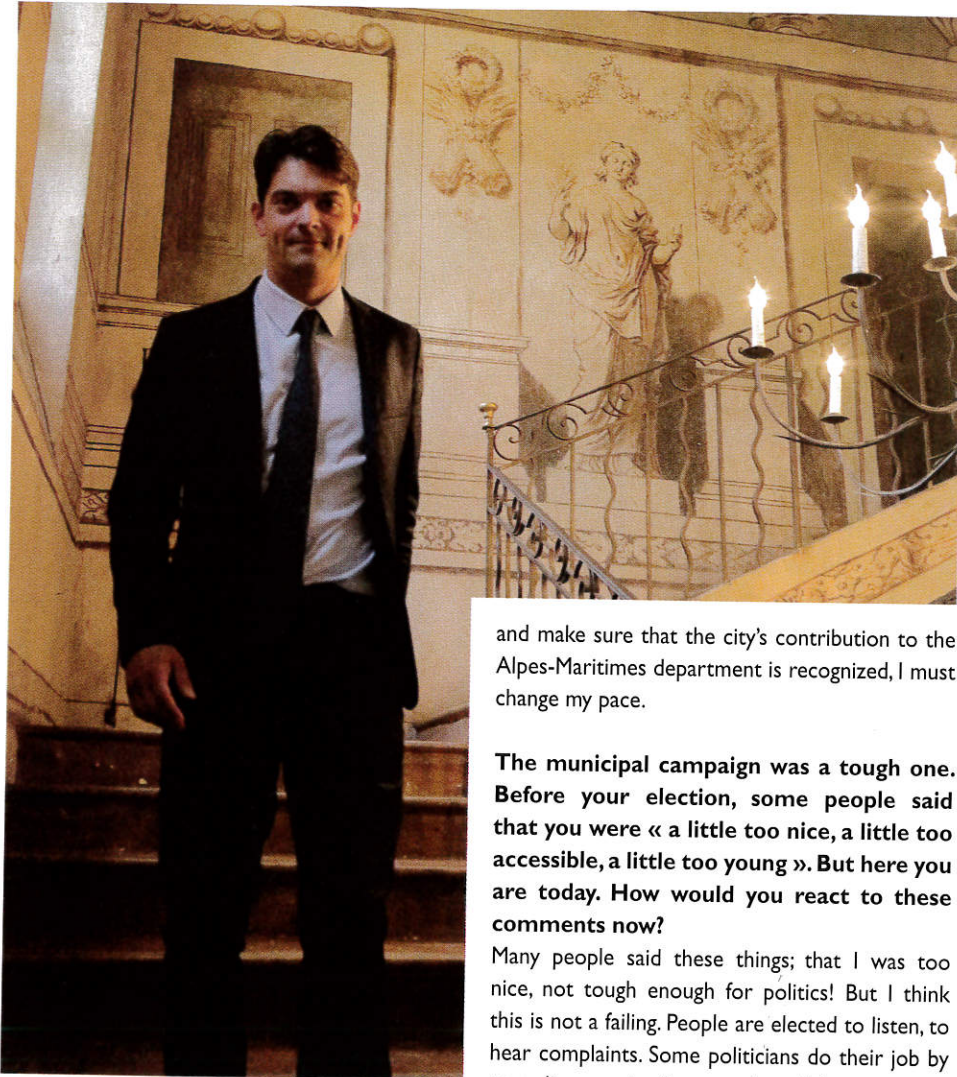 and make sure that the city's contribution to the
Alpes-Maritimes department is recognized, I must
change my pace.
The municipal campaign was a tough one.
Before your election, some people said
that you were « a little too nice, a little too
accessible, a little too young ». But here you
are today. How would you react to these
comments now?
Many people said these things; that I was too
nice, not tough enough for politics! But I think
this is not a failing. People are elected to listen, to
hear complaints. Some politicians do their job by